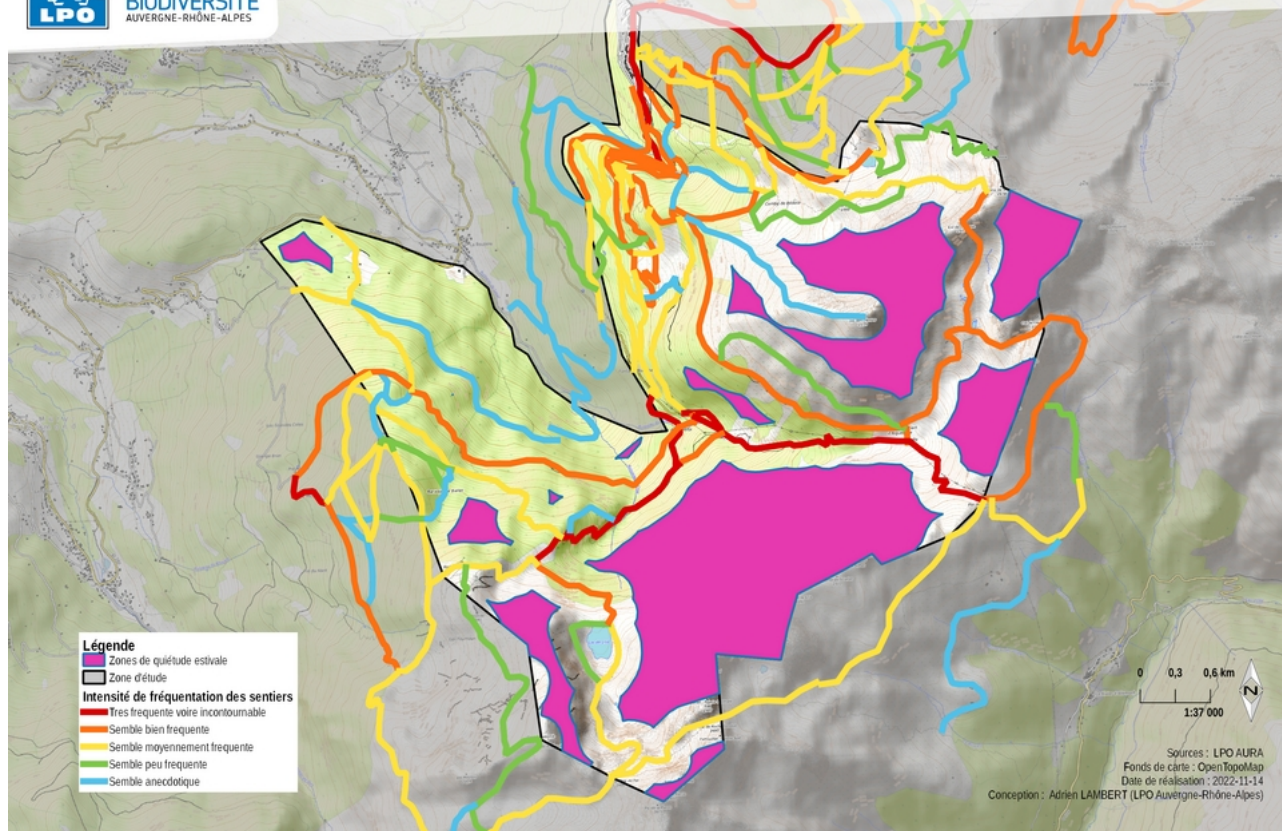 LPO
BIODIVERSITÉ
AUVERGNE-RHÔNE-ALPES
Légende
Zones de quiétude estivale
Zone d'étude
Intensité de fréquentation des sentiers
Tres frequente voire incontournable
Semble bien frequente
Semble moyennement frequente
Semble peu frequente
Semble anecdotique
0 0,3 0,6 km
1:37 000
N
Sources : LPO AURA
Fonds de carte : OpenTopoMap
Date de réalisation : 2022-11-14
Conception : Adrien LAMBERT (LPO Auvergne-Rhône-Alpes)